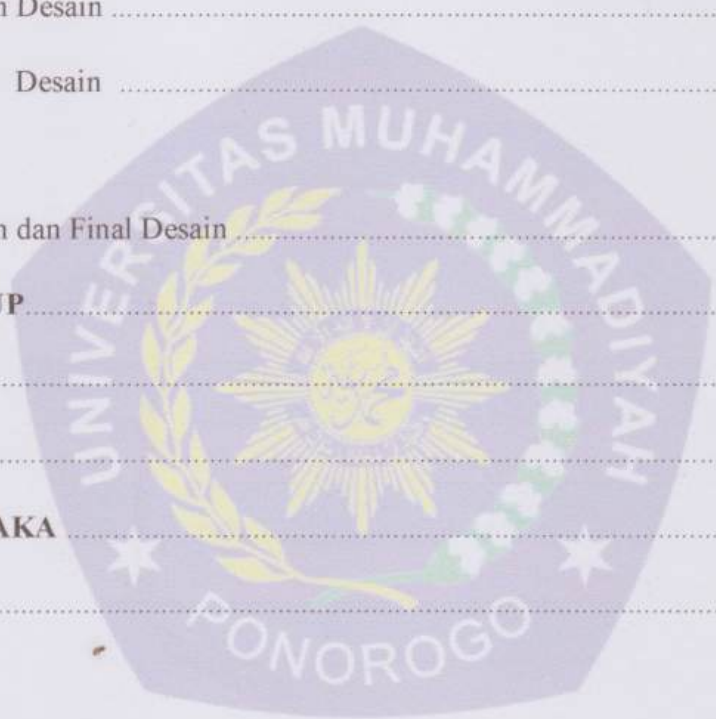 n Desain ..........
Desain ..........
n dan Final Desain ..........
UP ..........
..........
..........
AKA ..........
..........
UNIVERSITAS MUHAMMADIYAH
PONOROGO